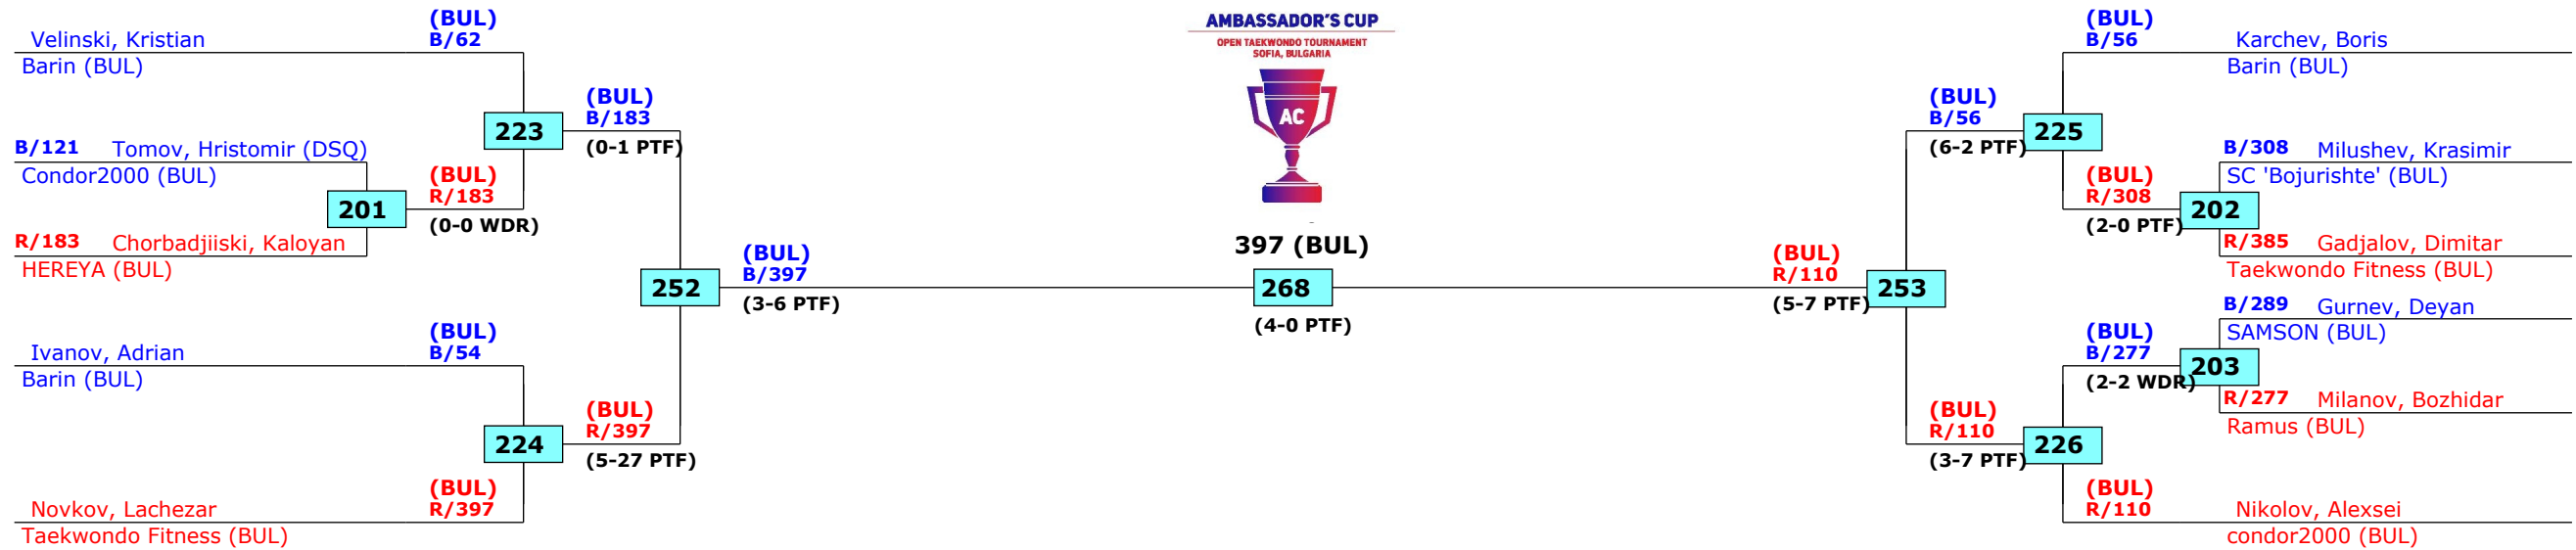 AMBASSADOR'S CUP
OPEN TAEKWONDO TOURNAMENT
SOFIA, BULGARIA
AC
397 (BUL)
268
(4-0 PTF)
(BUL)
Velinski, Kristian B/62
Barin (BUL)
223
(BUL)
B/183
(0-1 PTF)
B/121 Tomov, Hristomir (DSQ)
Condor2000 (BUL)
201
(BUL)
R/183
(0-0 WDR)
R/183 Chorbadjiiski, Kaloyan
HEREYA (BUL)
252
(BUL)
B/397
(3-6 PTF)
(BUL)
Ivanov, Adrian B/54
Barin (BUL)
224
(BUL)
R/397
(5-27 PTF)
(BUL)
Novkov, Lachezar R/397
Taekwondo Fitness (BUL)
(BUL)
B/56 Karchev, Boris
Barin (BUL)
(BUL)
B/56
(6-2 PTF)
225
B/308 Milushev, Krasimir
SC 'Bojurishte' (BUL)
(BUL)
R/308
(2-0 PTF)
202
R/385 Gadjalov, Dimitar
Taekwondo Fitness (BUL)
(BUL)
R/110
(5-7 PTF)
253
B/289 Gurnev, Deyan
SAMSON (BUL)
(BUL)
B/277
(2-2 WDR)
203
R/277 Milanov, Bozhidar
Ramus (BUL)
(BUL)
R/110
(3-7 PTF)
226
(BUL)
R/110 Nikolov, Alexsei
condor2000 (BUL)